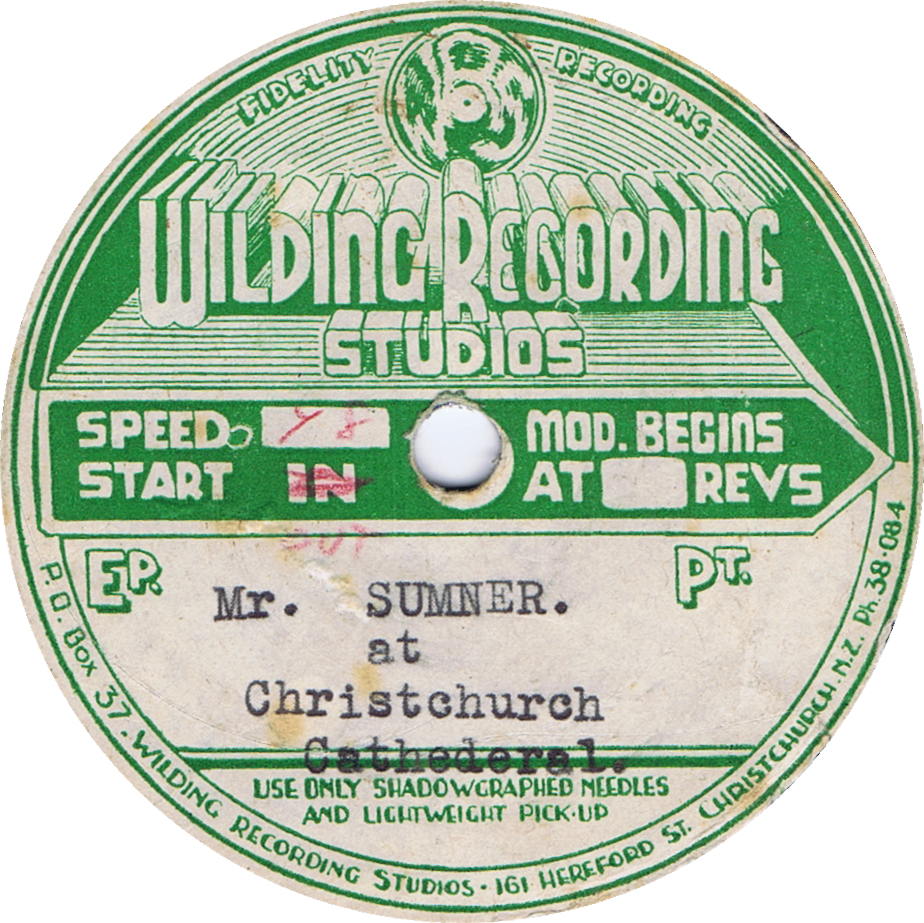 FIDELITY RECORDING
WILDING RECORDING
STUDIOS
SPEED. 78
MOD. BEGINS
START IN
AT REVS
OUT
EP.
PT.
Mr. SUMNER.
at
Christchurch
Cathederal.
USE ONLY SHADOWGRAPHED NEEDLES
AND LIGHTWEIGHT PICK-UP
P.O. BOX 37. WILDING RECORDING STUDIOS · 161 HEREFORD ST. CHRISTCHURCH. N.Z. Ph. 38-084